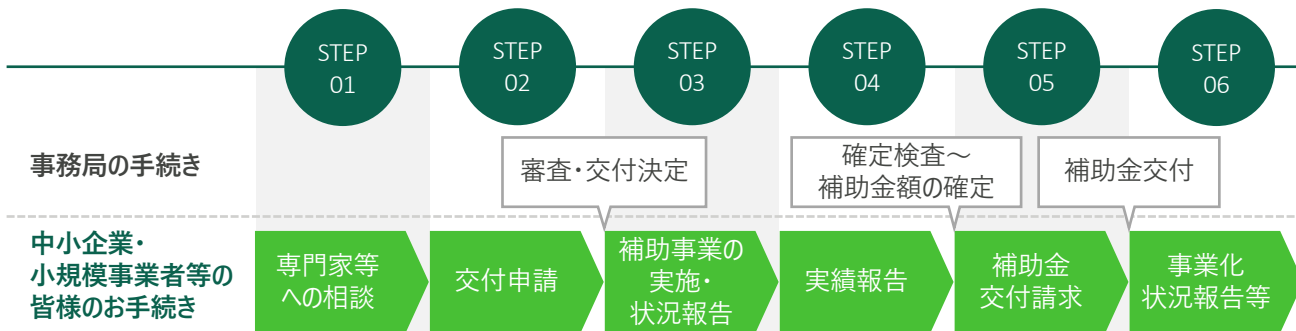 STEP
01
STEP
02
STEP
03
STEP
04
STEP
05
STEP
06
事務局の手続き
審査・交付決定
確定検査～
補助金額の確定
補助金交付
中小企業・
小規模事業者等の
皆様のお手続き
専門家等
への相談
交付申請
補助事業の
実施・
状況報告
実績報告
補助金
交付請求
事業化
状況報告等